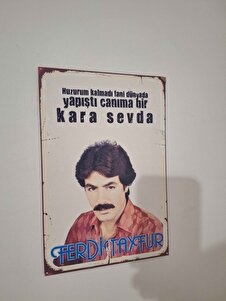 Huzurum kalmadı fani dünyada
yapıştı canıma bir
kara sevda
FERDİ TAYFUR